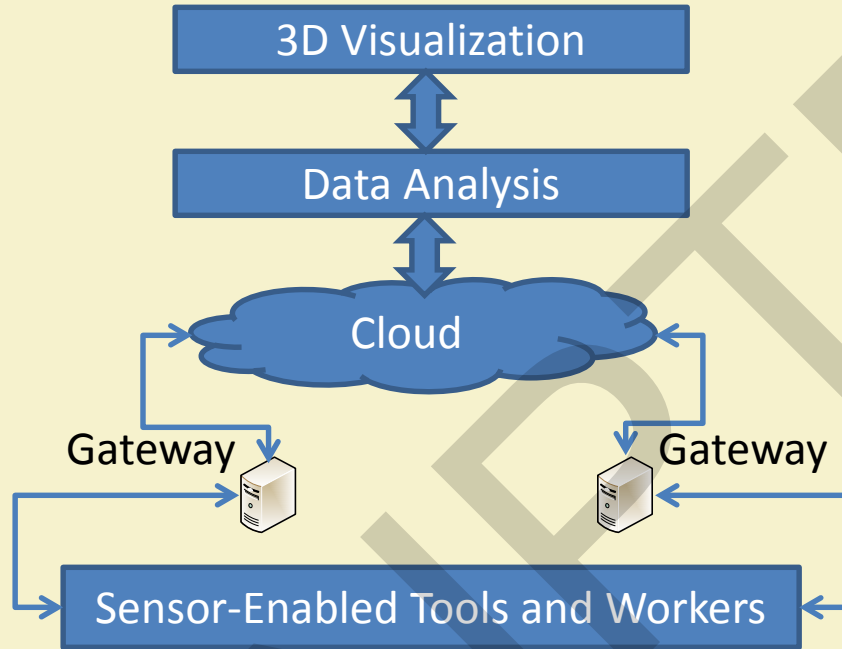 3D Visualization
Data Analysis
Cloud
Gateway
Gateway
Sensor-Enabled Tools and Workers